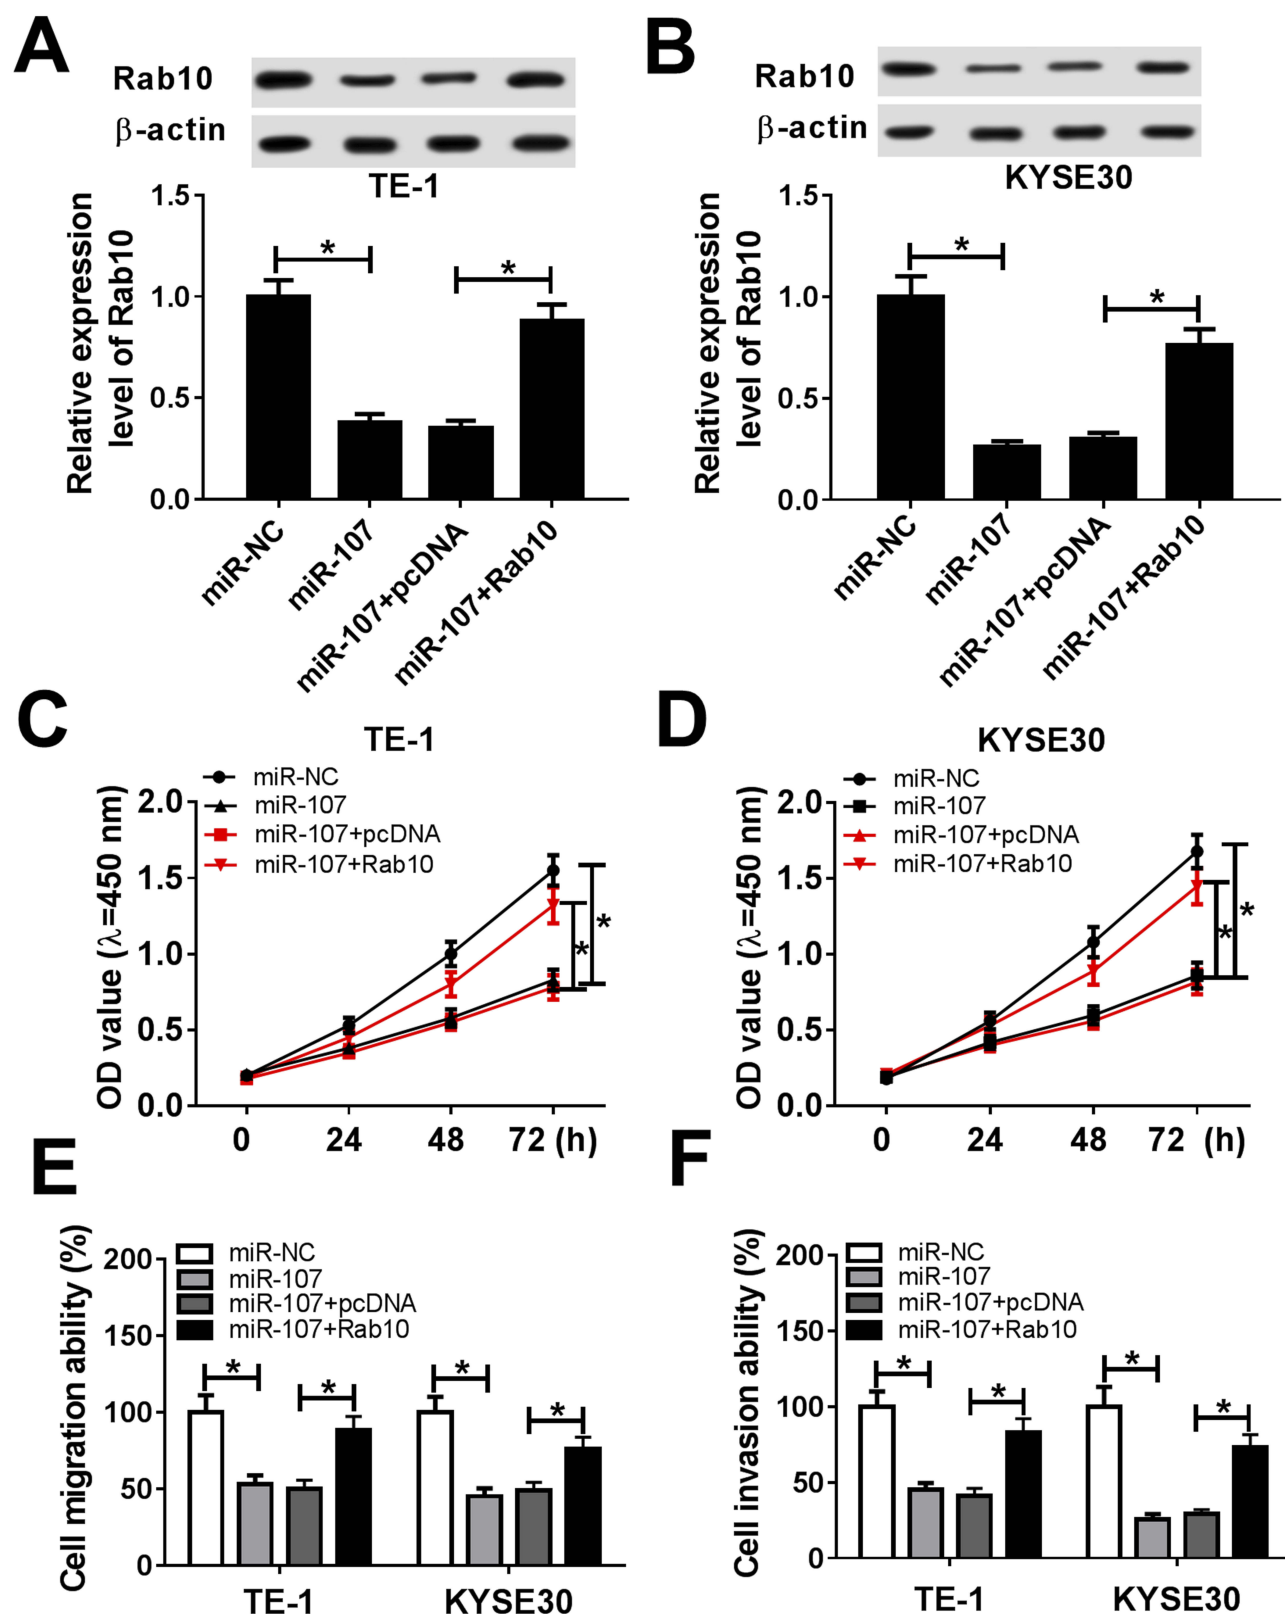 A
Rab10
β-actin
TE-1
Relative expression
level of Rab10
1.5
1.0
0.5
0.0
*
*
miR-NC
miR-107
miR-107+pcDNA
miR-107+Rab10
B
Rab10
β-actin
KYSE30
Relative expression
level of Rab10
1.5
1.0
0.5
0.0
*
*
miR-NC
miR-107
miR-107+pcDNA
miR-107+Rab10
C
TE-1
miR-NC
miR-107
miR-107+pcDNA
miR-107+Rab10
OD value (λ=450 nm)
2.0
1.5
1.0
0.5
0.0
*
*
0 24 48 72 (h)
D
KYSE30
miR-NC
miR-107
miR-107+pcDNA
miR-107+Rab10
OD value (λ=450 nm)
2.0
1.5
1.0
0.5
0.0
*
*
0 24 48 72 (h)
E
miR-NC
miR-107
miR-107+pcDNA
miR-107+Rab10
Cell migration ability (%)
200
150
100
50
0
*
*
*
*
TE-1 KYSE30
F
miR-NC
miR-107
miR-107+pcDNA
miR-107+Rab10
Cell invasion ability (%)
200
150
100
50
0
*
*
*
*
TE-1 KYSE30